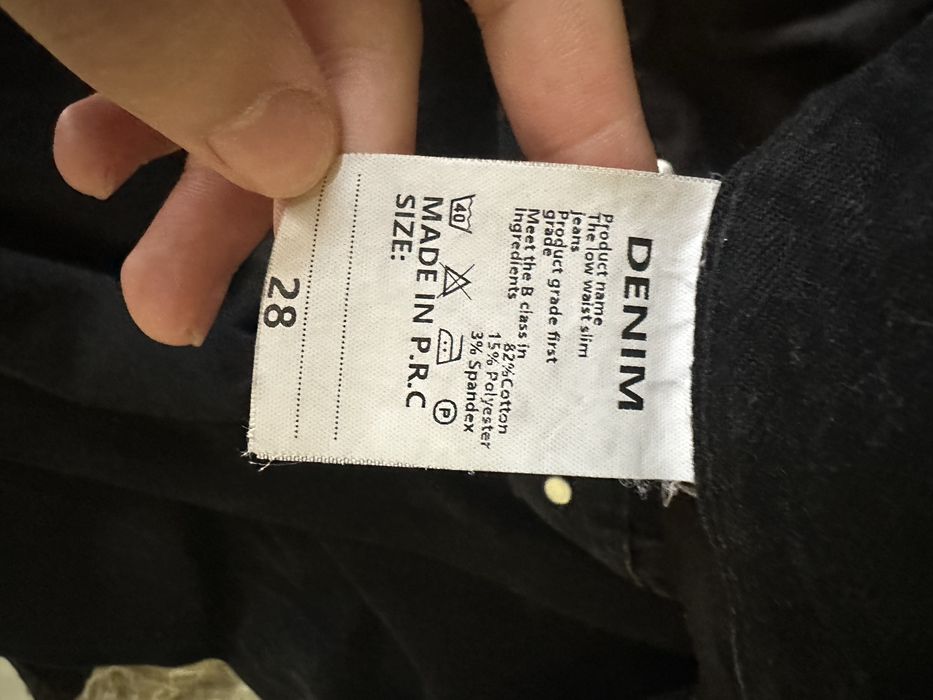 DENIM
Product name
The low waist slim
jeans
Product grade first
grade
Meet the B class in
Ingredients
82%Cotton
15% Polyester
3% Spandex
40
P
MADE IN P.R.C
SIZE:
28